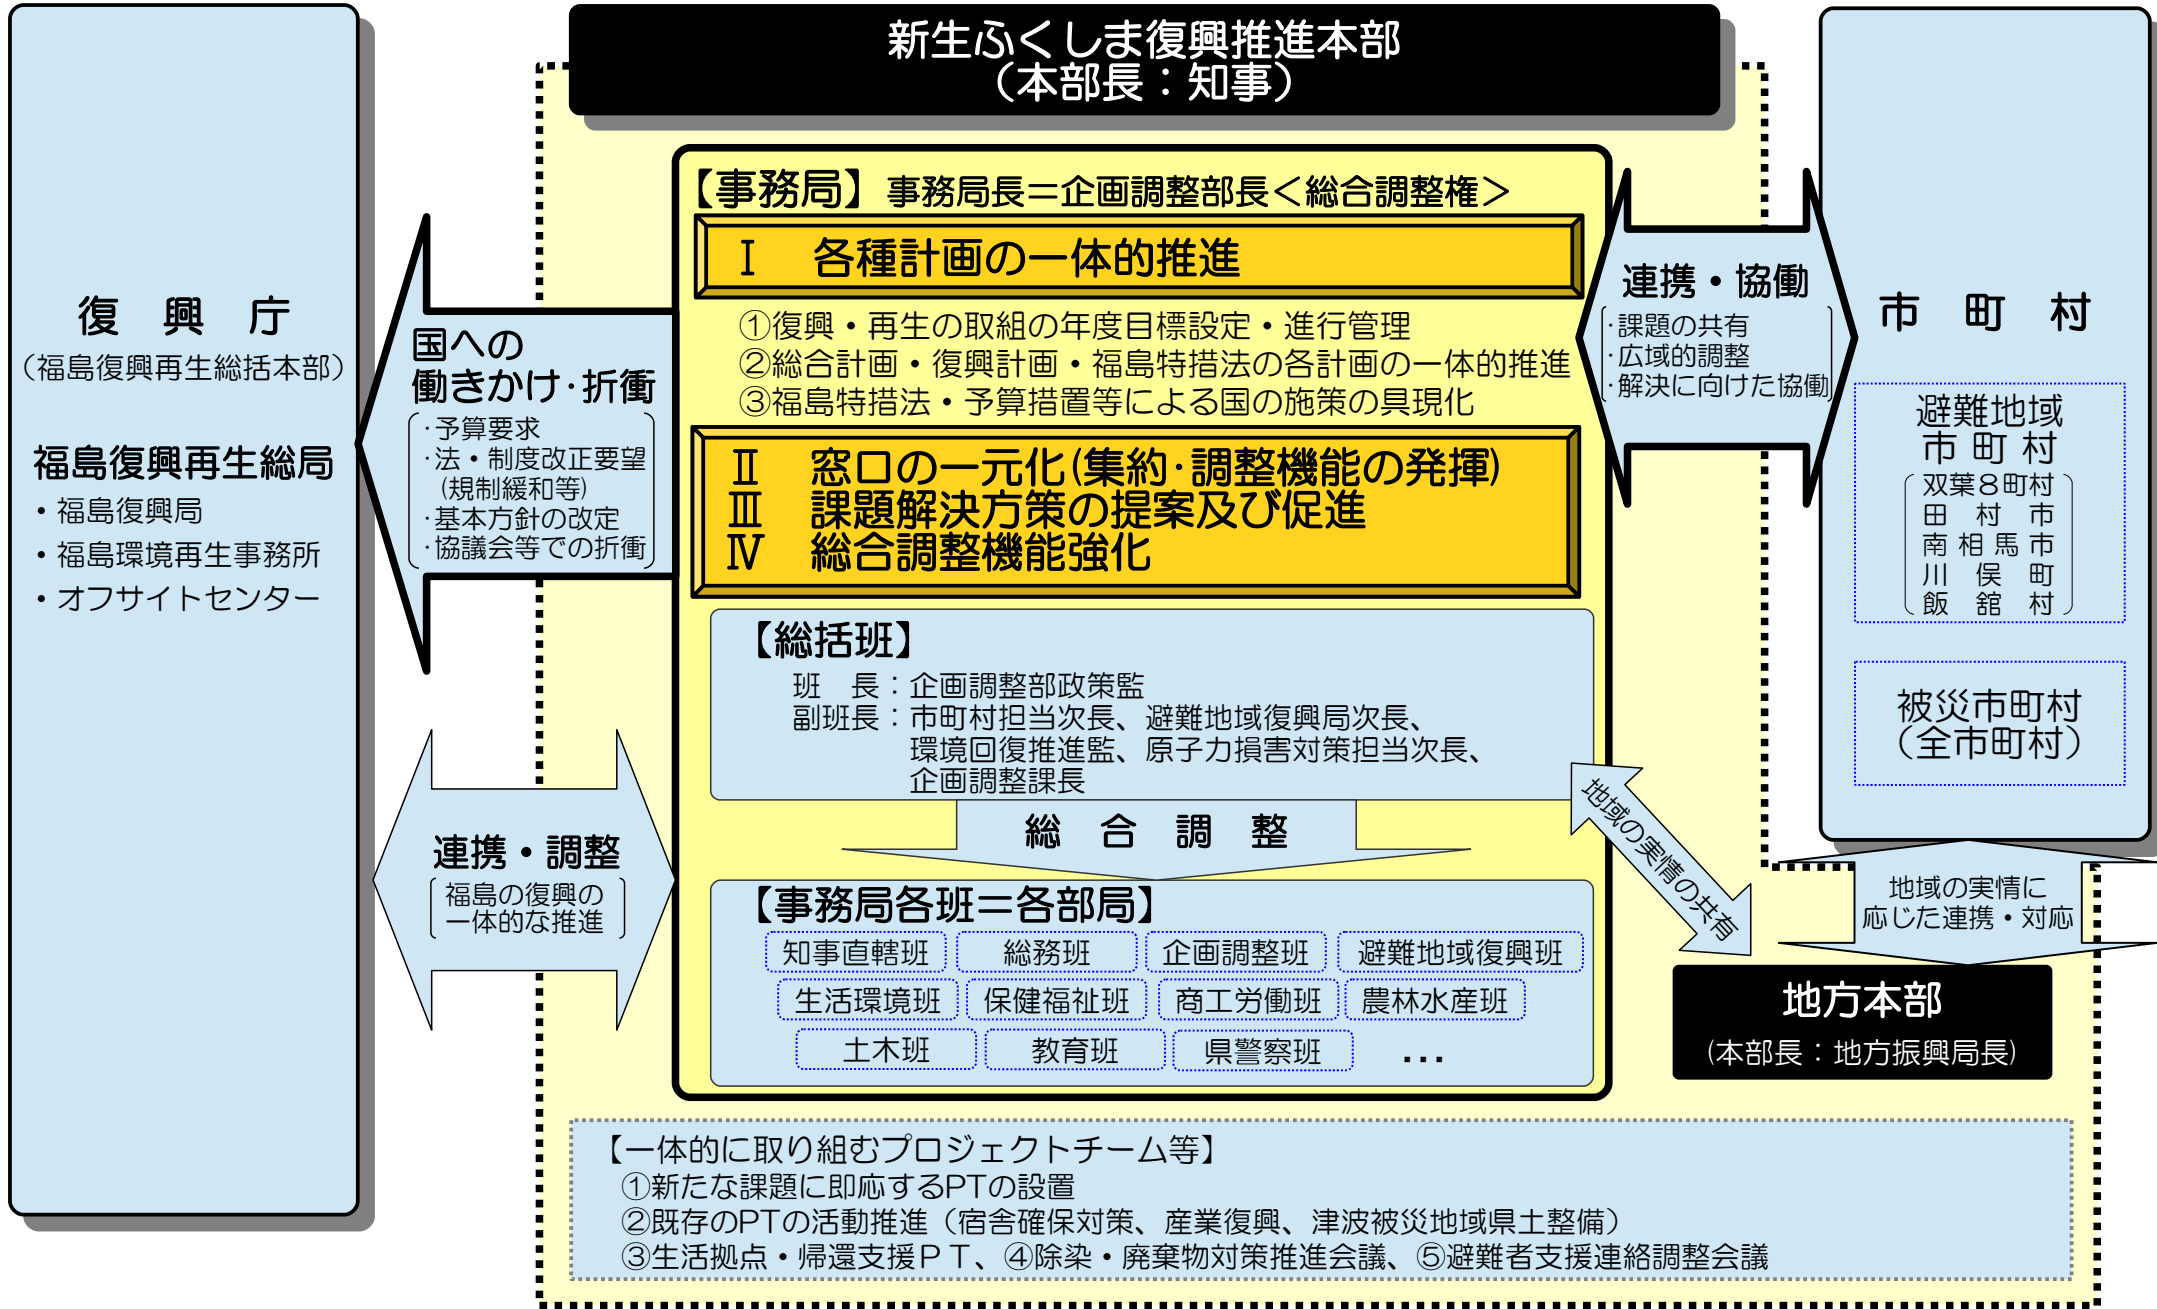 新生ふくしま復興推進本部
（本部長：知事）
復　興　庁
（福島復興再生総括本部）
福島復興再生総局
・福島復興局
・福島環境再生事務所
・オフサイトセンター
国への
働きかけ・折衝
・予算要求
・法・制度改正要望
（規制緩和等）
・基本方針の改定
・協議会等での折衝
連携・調整
福島の復興の
一体的な推進
【事務局】事務局長＝企画調整部長＜総合調整権＞
Ⅰ　各種計画の一体的推進
①復興・再生の取組の年度目標設定・進行管理
②総合計画・復興計画・福島特措法の各計画の一体的推進
③福島特措法・予算措置等による国の施策の具現化
Ⅱ　窓口の一元化(集約・調整機能の発揮)
Ⅲ　課題解決方策の提案及び促進
Ⅳ　総合調整機能強化
【総括班】
班　長：企画調整部政策監
副班長：市町村担当次長、避難地域復興局次長、
環境回復推進監、原子力損害対策担当次長、
企画調整課長
総　合　調　整
【事務局各班＝各部局】
知事直轄班　総務班　企画調整班　避難地域復興班
生活環境班　保健福祉班　商工労働班　農林水産班
土木班　教育班　県警察班　…
連携・協働
・課題の共有
・広域的調整
・解決に向けた協働
市　町　村
避難地域
市町村
双葉８町村
田　村　市
南相馬市
川　俣　町
飯　舘　村
被災市町村
（全市町村）
地域の実情の共有
地域の実情に
応じた連携・対応
地方本部
(本部長：地方振興局長)
【一体的に取り組むプロジェクトチーム等】
①新たな課題に即応するPTの設置
②既存のPTの活動推進（宿舎確保対策、産業復興、津波被災地域県土整備）
③生活拠点・帰還支援ＰＴ、④除染・廃棄物対策推進会議、⑤避難者支援連絡調整会議